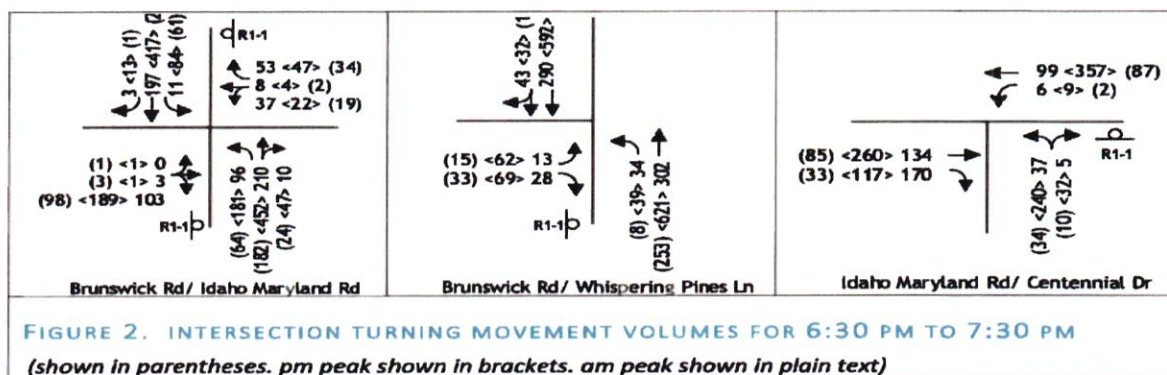 3 <13> (1)
197 <417> (2
11 <84> (61)
R1-1
53 <47> (34)
8 <4> (2)
37 <22> (19)
(1) <1> 0
(3) <1> 3
(98) <189> 103
R1-1
(64) <181> 96
(182) <452> 210
(24) <47> 10
Brunswick Rd/ Idaho Maryland Rd
43 <32> (1
290 <592>
(15) <62> 13
(33) <69> 28
R1-1
(8) <39> 34
(253) <621> 302
Brunswick Rd/ Whispering Pines Ln
99 <357> (87)
6 <9> (2)
(85) <260> 134
(33) <117> 170
R1-1
(34) <240> 37
(10) <32> 5
Idaho Maryland Rd/ Centennial Dr
FIGURE 2. INTERSECTION TURNING MOVEMENT VOLUMES FOR 6:30 PM TO 7:30 PM
(shown in parentheses. pm peak shown in brackets. am peak shown in plain text)